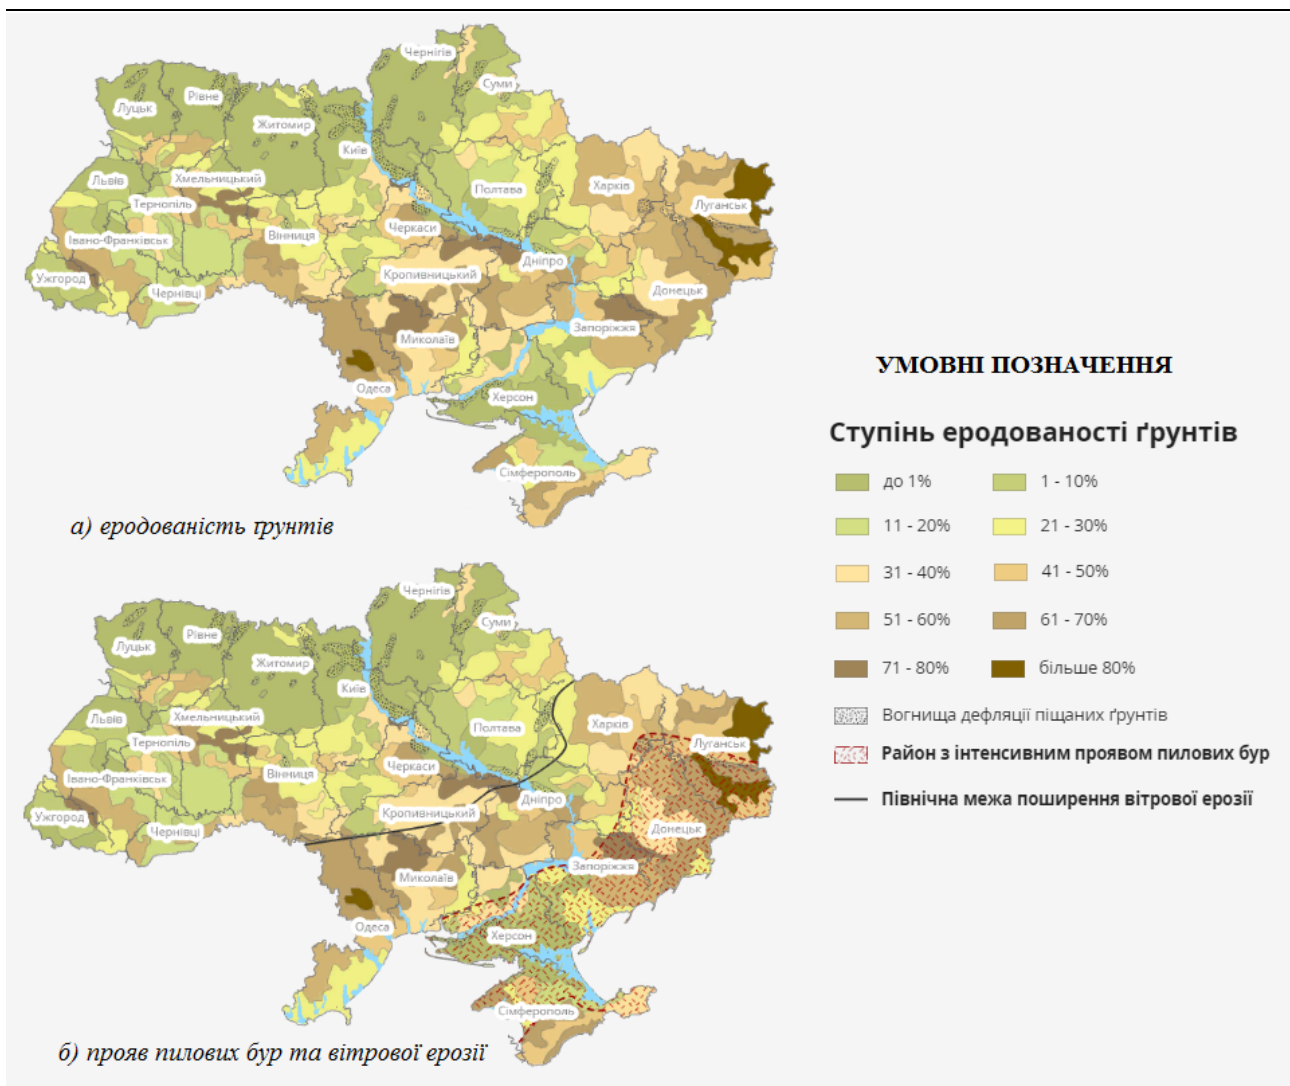 Чернігів
Суми
Луцьк
Рівне
Житомир
Київ
Львів
Хмельницький
Тернопіль
Полтава
Харків
Луганськ
Івано-Франківськ
Вінниця
Черкаси
Ужгород
Чернівці
Кропивницький
Дніпро
Донецьк
Запоріжжя
Миколаїв
Одеса
Херсон
Сімферополь
а) еродованість ґрунтів
Чернігів
Суми
Луцьк
Рівне
Житомир
Київ
Львів
Хмельницький
Тернопіль
Полтава
Харків
Луганськ
Івано-Франківськ
Вінниця
Черкаси
Ужгород
Чернівці
Кропивницький
Дніпро
Донецьк
Запоріжжя
Миколаїв
Одеса
Херсон
Сімферополь
б) прояв пилових бур та вітрової ерозії
УМОВНІ ПОЗНАЧЕННЯ
Ступінь еродованості ґрунтів
до 1%
1 - 10%
11 - 20%
21 - 30%
31 - 40%
41 - 50%
51 - 60%
61 - 70%
71 - 80%
більше 80%
Вогнища дефляції піщаних ґрунтів
Район з інтенсивним проявом пилових бур
Північна межа поширення вітрової ерозії